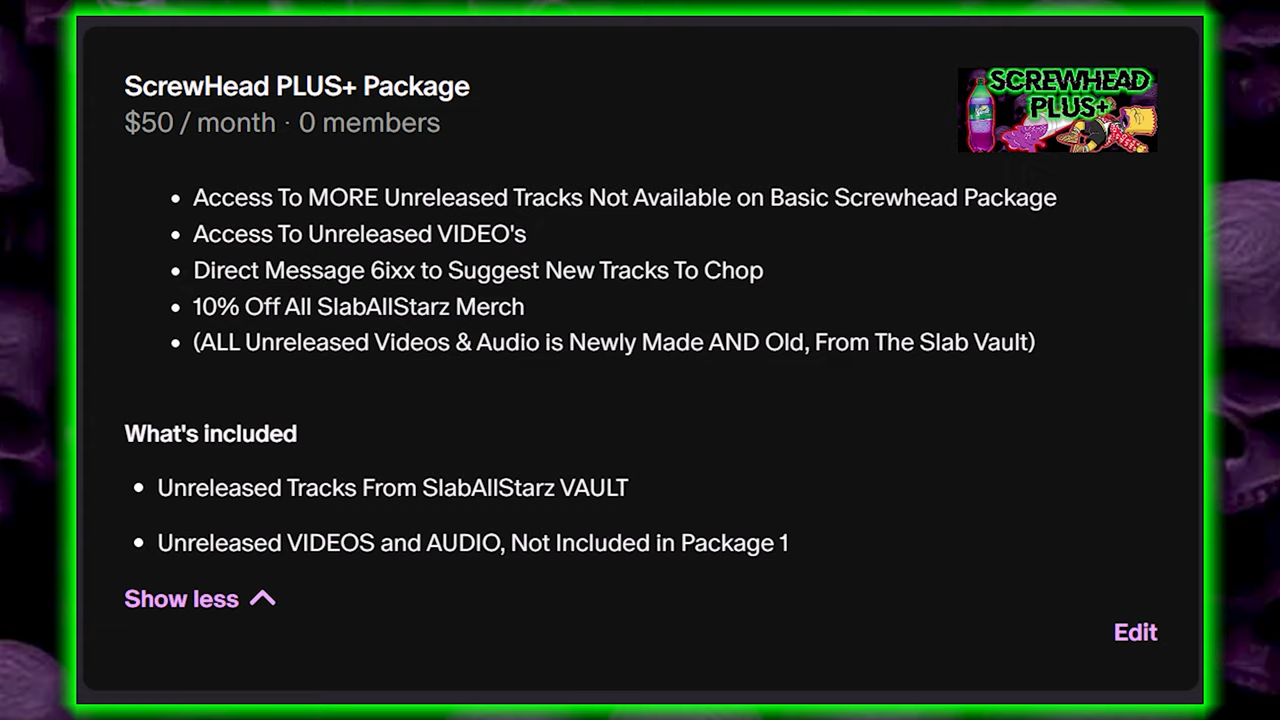 ScrewHead PLUS+ Package
$50 / month · 0 members
SCREWHEAD
PLUS+
• Access To MORE Unreleased Tracks Not Available on Basic Screwhead Package
• Access To Unreleased VIDEO's
• Direct Message 6ixx to Suggest New Tracks To Chop
• 10% Off All SlabAllStarz Merch
• (ALL Unreleased Videos & Audio is Newly Made AND Old, From The Slab Vault)
What's included
• Unreleased Tracks From SlabAllStarz VAULT
• Unreleased VIDEOS and AUDIO, Not Included in Package 1
Show less
Edit